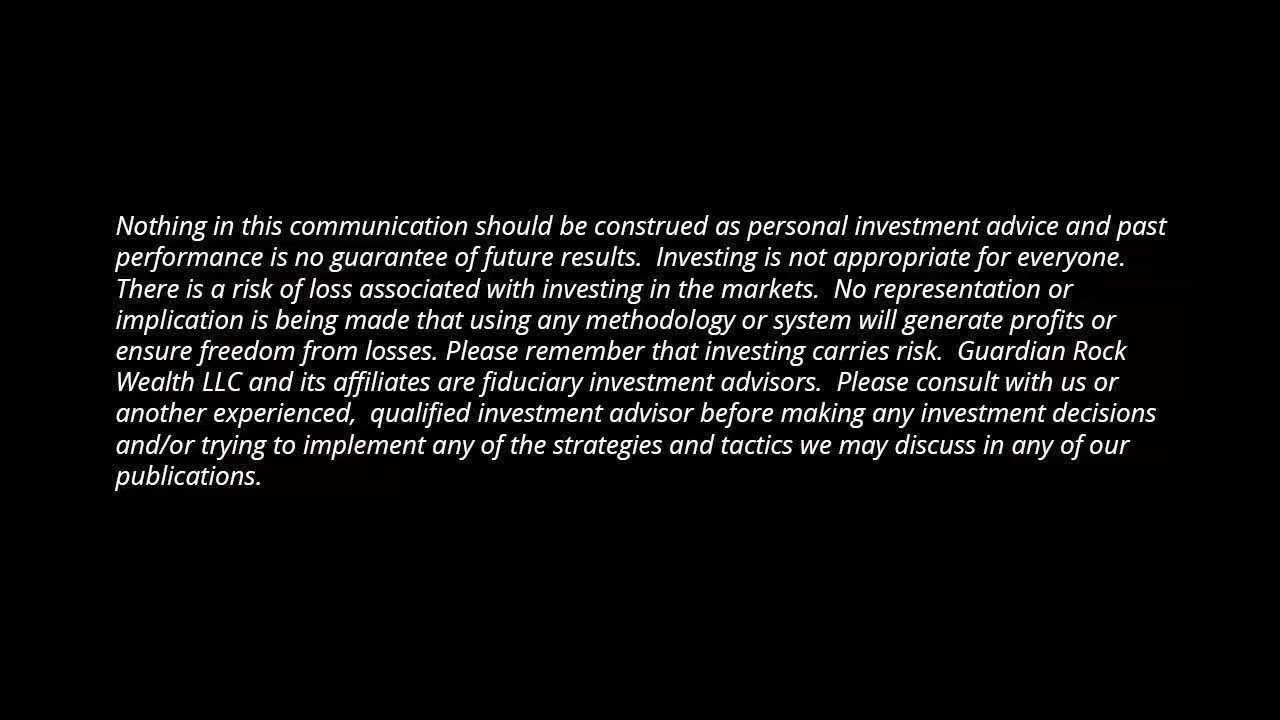 Nothing in this communication should be construed as personal investment advice and past
performance is no guarantee of future results.  Investing is not appropriate for everyone.
There is a risk of loss associated with investing in the markets.  No representation or
implication is being made that using any methodology or system will generate profits or
ensure freedom from losses. Please remember that investing carries risk.  Guardian Rock
Wealth LLC and its affiliates are fiduciary investment advisors.  Please consult with us or
another experienced,  qualified investment advisor before making any investment decisions
and/or trying to implement any of the strategies and tactics we may discuss in any of our
publications.